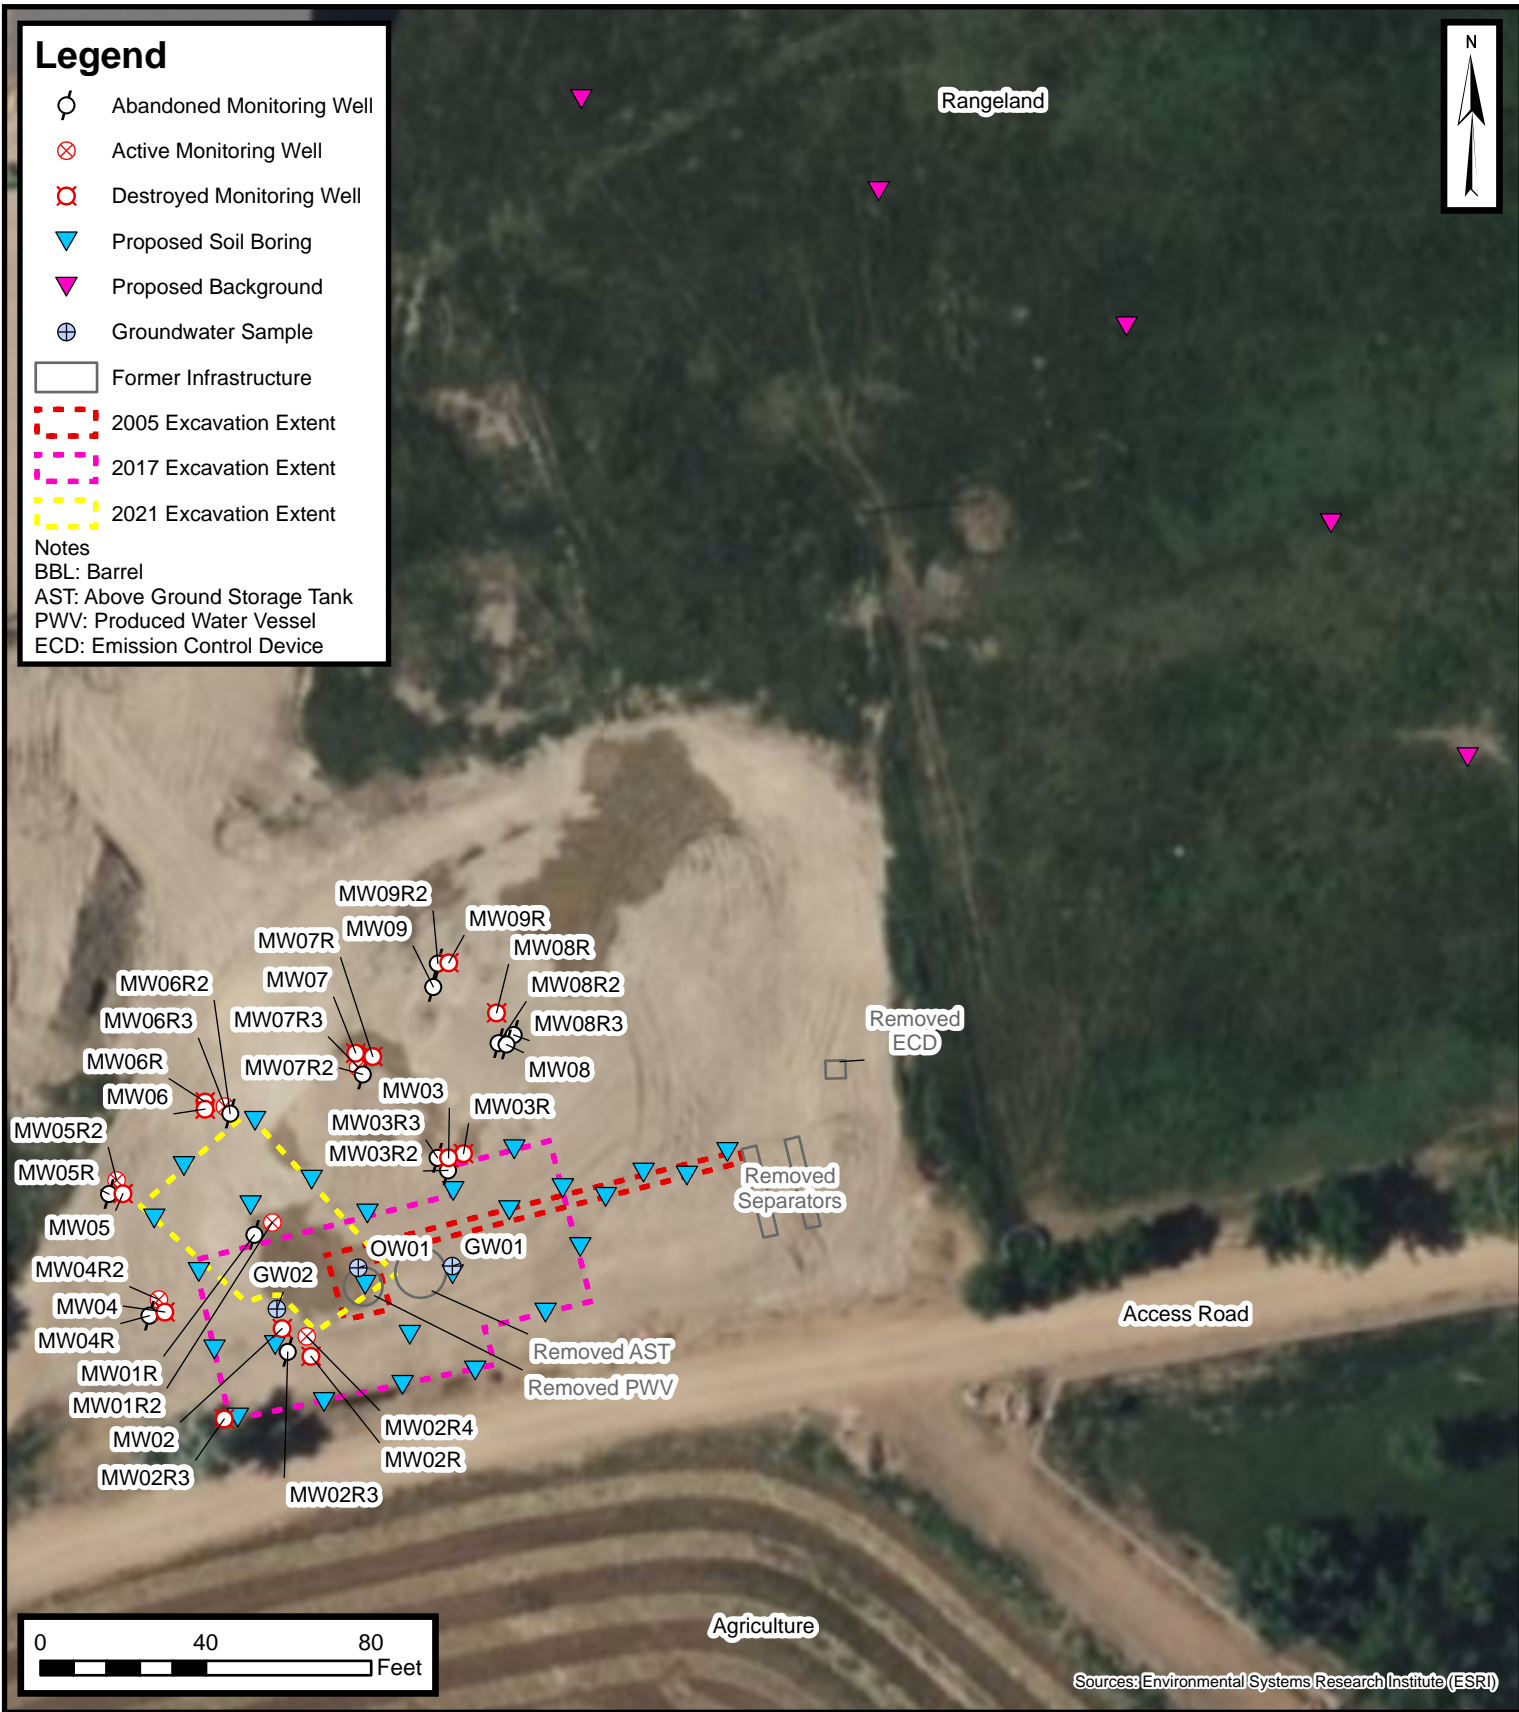 Legend
Abandoned Monitoring Well
Active Monitoring Well
Destroyed Monitoring Well
Proposed Soil Boring
Proposed Background
Groundwater Sample
Former Infrastructure
2005 Excavation Extent
2017 Excavation Extent
2021 Excavation Extent
Notes
BBL: Barrel
AST: Above Ground Storage Tank
PWV: Produced Water Vessel
ECD: Emission Control Device
N
Rangeland
MW09R2
MW09
MW09R
MW07R
MW08R
MW07
MW06R2
MW08R2
MW06R3
MW07R3
MW08R3
Removed
ECD
MW06R
MW07R2
MW08
MW06
MW03
MW03R
MW05R2
MW03R3
MW03R2
MW05R
Removed
Separators
MW05
OW01
GW01
MW04R2
GW02
MW04
Access Road
MW04R
Removed AST
MW01R
Removed PWV
MW01R2
MW02R4
MW02
MW02R
MW02R3
MW02R3
Agriculture
0
40
80
Feet
Sources: Environmental Systems Research Institute (ESRI)